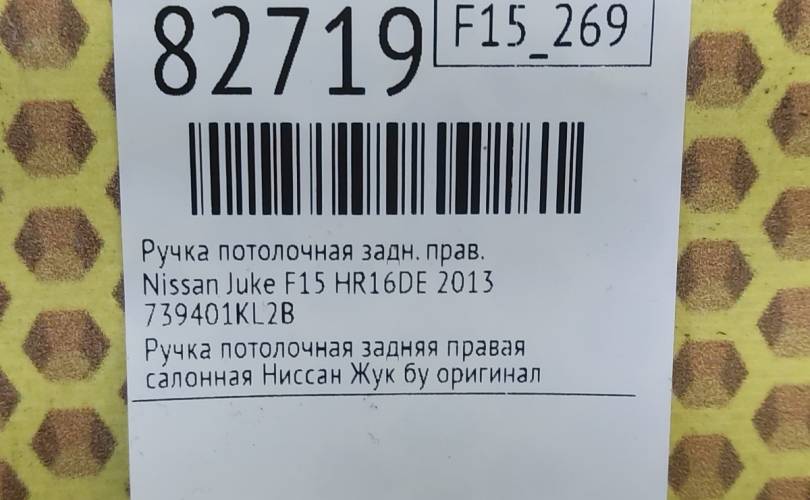 82719
F15_269
Ручка потолочная задн. прав.
Nissan Juke F15 HR16DE 2013
739401KL2B
Ручка потолочная задняя правая
салонная Ниссан Жук бу оригинал